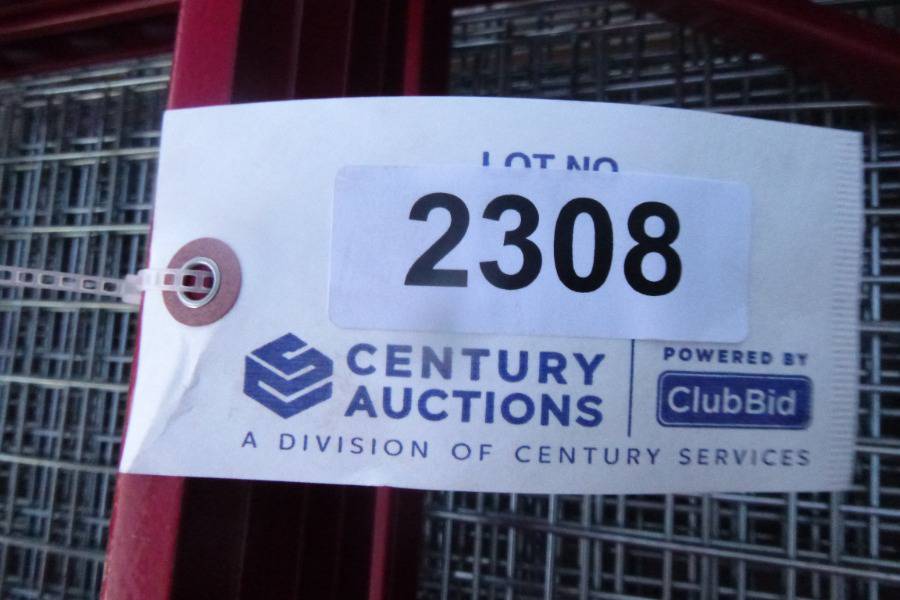 LOT NO
2308
CENTURY
AUCTIONS
POWERED BY
ClubBid
A DIVISION OF CENTURY SERVICES